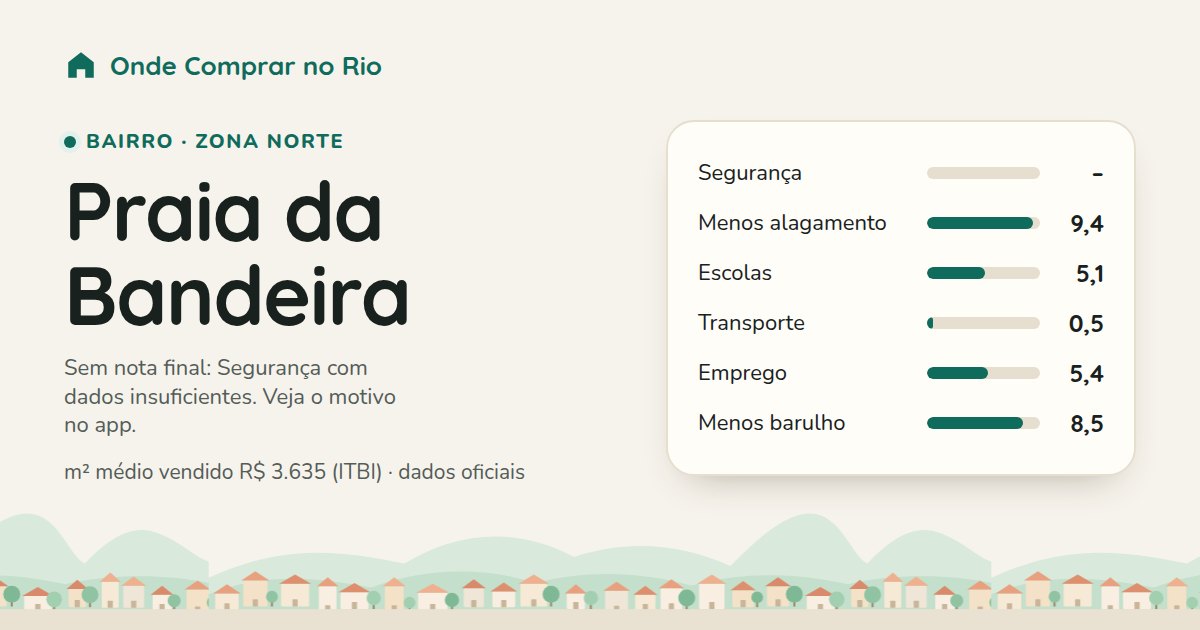 Onde Comprar no Rio
BAIRRO · ZONA NORTE
Praia da
Bandeira
Sem nota final: Segurança com
dados insuficientes. Veja o motivo
no app.
m² médio vendido R$ 3.635 (ITBI) · dados oficiais
Segurança –
Menos alagamento 9,4
Escolas 5,1
Transporte 0,5
Emprego 5,4
Menos barulho 8,5